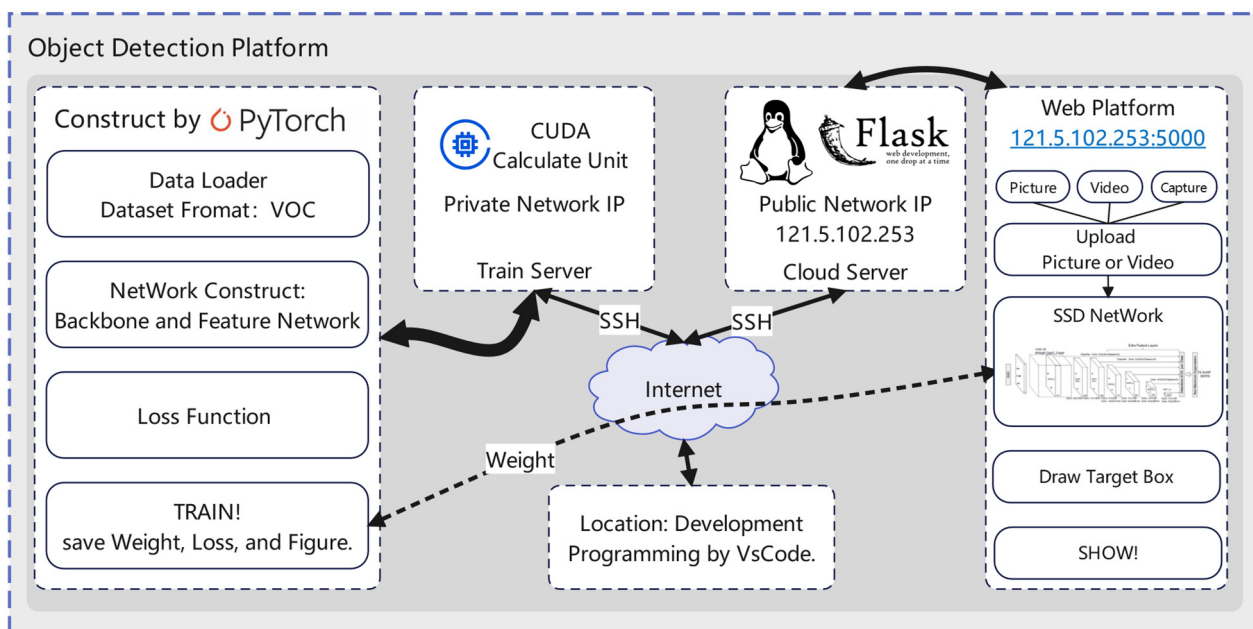 Object Detection Platform
Construct by PyTorch
Data Loader
Dataset Fromat: VOC
NetWork Construct:
Backbone and Feature Network
Loss Function
TRAIN!
save Weight, Loss, and Figure.
CUDA
Calculate Unit
Private Network IP
Train Server
Flask
web development,
one drop at a time
Public Network IP
121.5.102.253
Cloud Server
SSH
SSH
Internet
Weight
Location: Development
Programming by VsCode.
Web Platform
121.5.102.253:5000
Picture
Video
Capture
Upload
Picture or Video
SSD NetWork
Draw Target Box
SHOW!